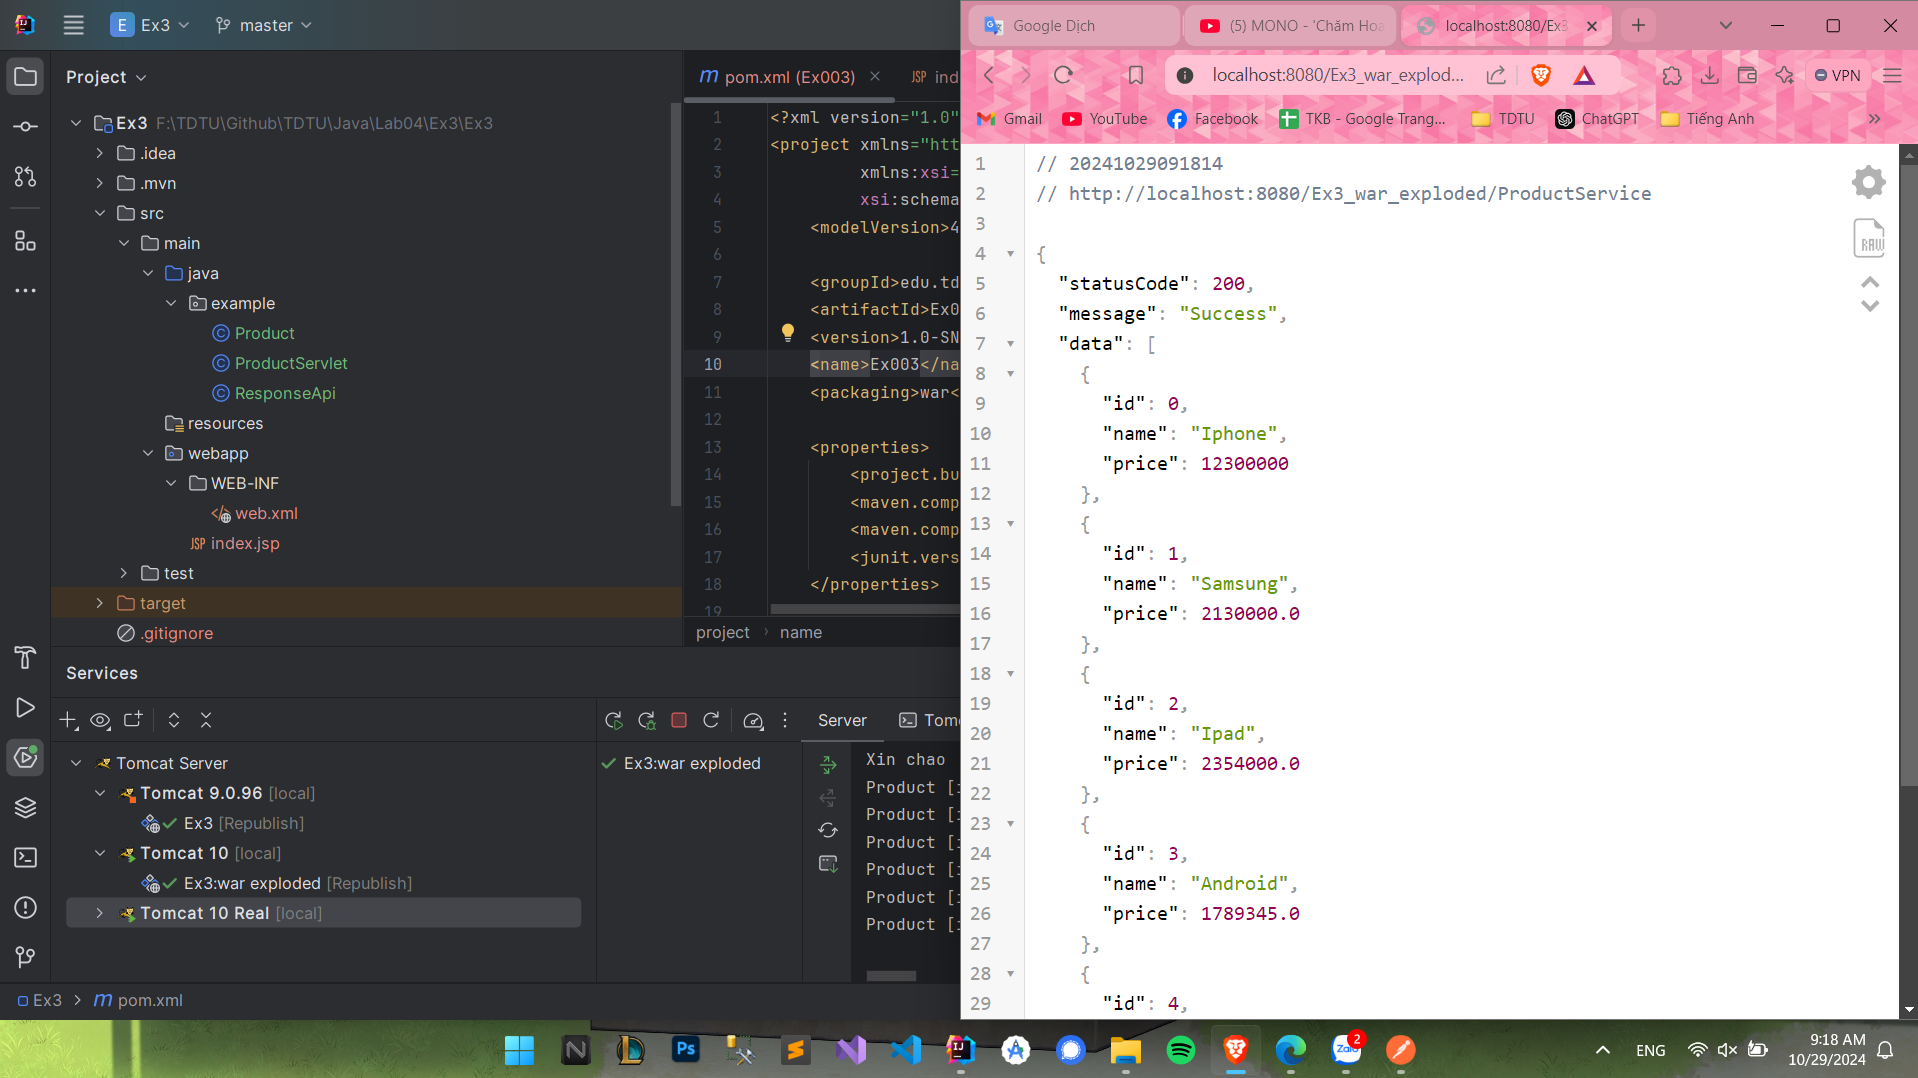 E Ex3
master
Project
Ex3 F:\TDTU\Github\TDTU\Java\Lab04\Ex3\Ex3
.idea
.mvn
src
main
java
example
Product
ProductServlet
ResponseApi
resources
webapp
WEB-INF
web.xml
JSP index.jsp
test
target
.gitignore
m pom.xml (Ex003)
JSP ind
1 <?xml version="1.0"
2 <project xmlns="htt
3 xmlns:xsi=
4 xsi:schema
5 <modelVersion>4
6
7 <groupId>edu.td
8 <artifactId>Ex0
9 <version>1.0-SN
10 <name>Ex003</na
11 <packaging>war<
12
13 <properties>
14 <project.bu
15 <maven.comp
16 <maven.comp
17 <junit.vers
18 </properties>
19
project › name
Services
Server
Tom
Tomcat Server
Tomcat 9.0.96 [local]
Ex3 [Republish]
Tomcat 10 [local]
Ex3:war exploded [Republish]
Tomcat 10 Real [local]
Ex3:war exploded
Xin chao
Product [
Product [
Product [
Product [
Product [
Product [
Ex3 > m pom.xml
Google Dịch
(5) MONO - 'Chăm Hoa
localhost:8080/Ex3
localhost:8080/Ex3_war_explod...
VPN
Gmail
YouTube
Facebook
TKB - Google Trang...
TDTU
ChatGPT
Tiếng Anh
1 // 20241029091814
2 // http://localhost:8080/Ex3_war_exploded/ProductService
3
4 {
5 "statusCode": 200,
6 "message": "Success",
7 "data": [
8 {
9 "id": 0,
10 "name": "Iphone",
11 "price": 12300000
12 },
13 {
14 "id": 1,
15 "name": "Samsung",
16 "price": 2130000.0
17 },
18 {
19 "id": 2,
20 "name": "Ipad",
21 "price": 2354000.0
22 },
23 {
24 "id": 3,
25 "name": "Android",
26 "price": 1789345.0
27 },
28 {
29 "id": 4,
RAW
Ps
Zalo
2
ENG
9:18 AM
10/29/2024